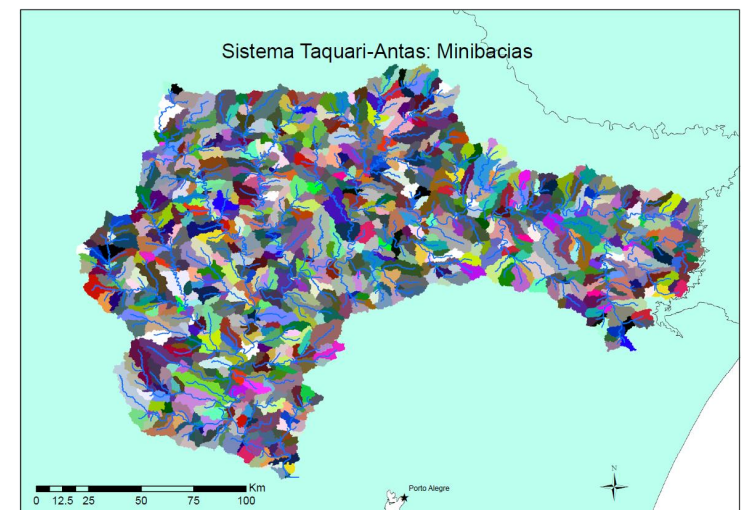 Sistema Taquari-Antas: Minibacias
N
Km
0 12.5 25 50 75 100
Porto Alegre